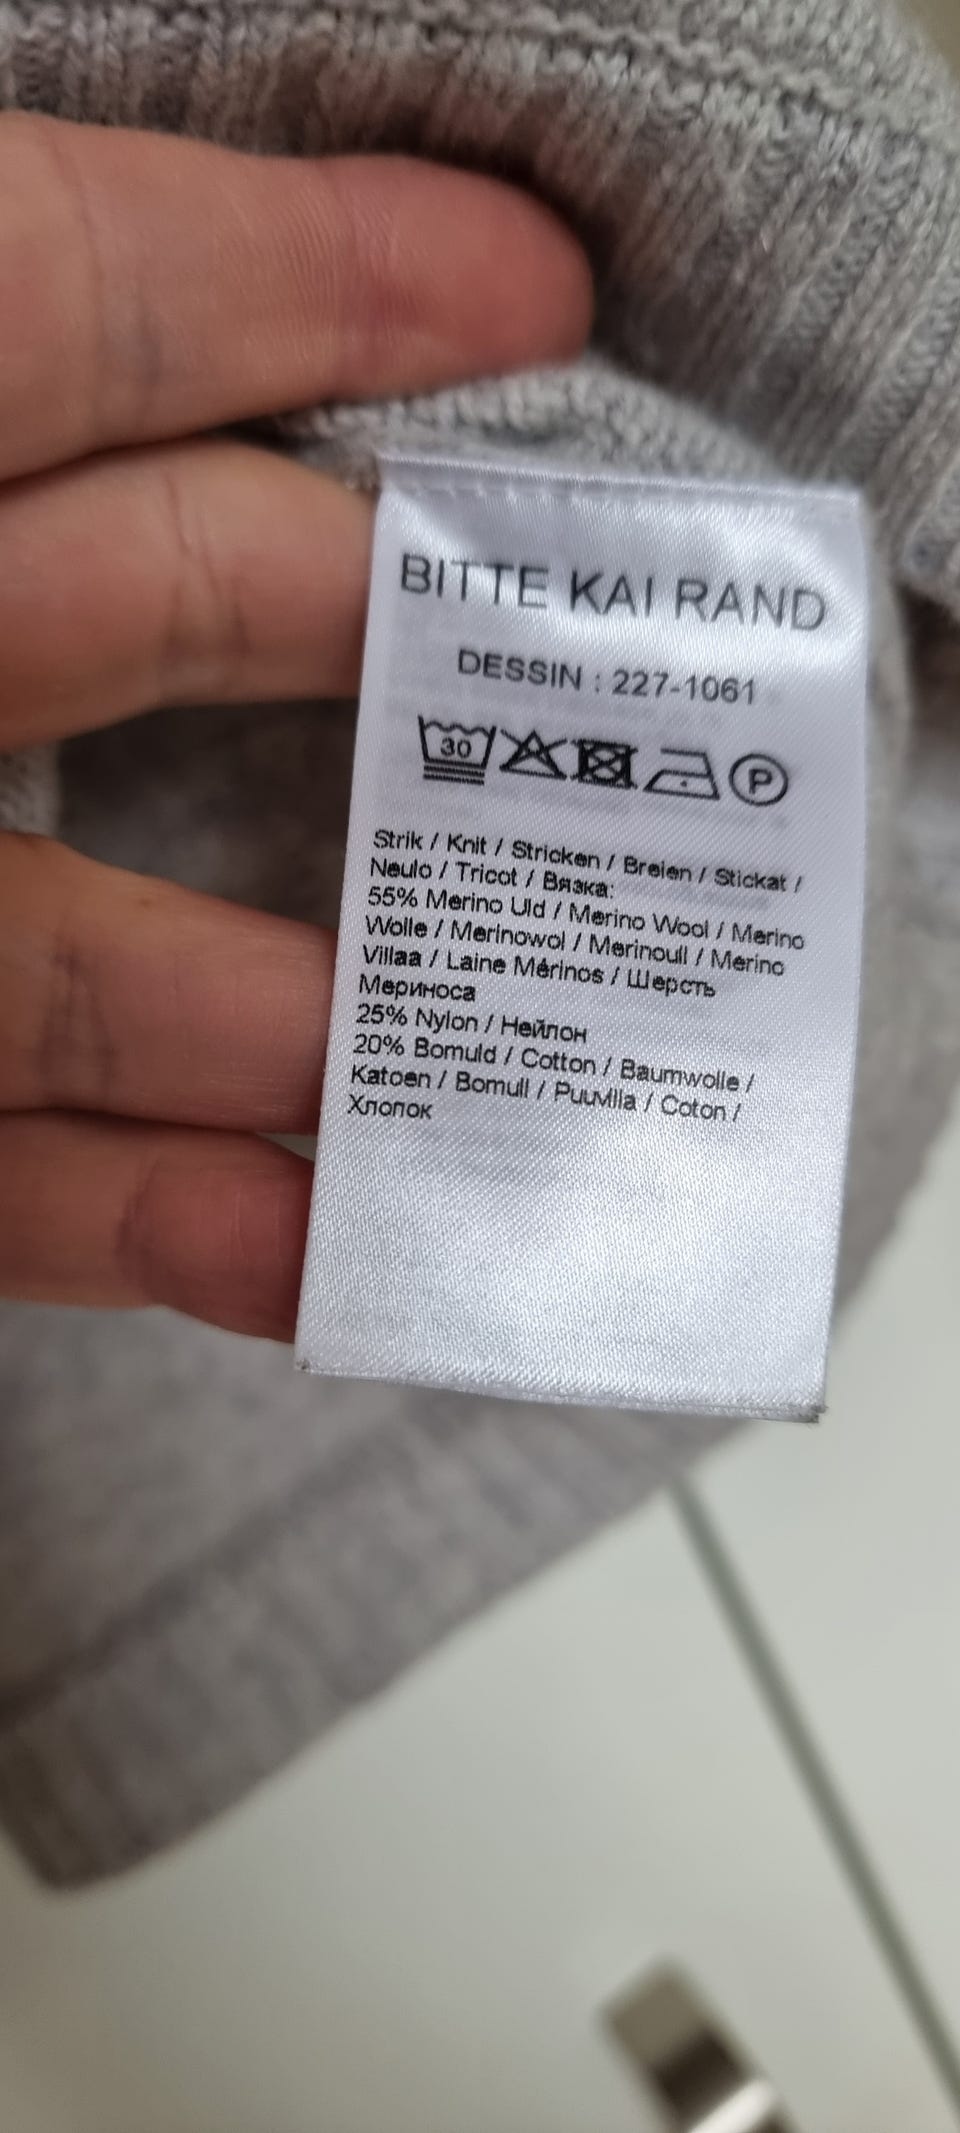 BITTE KAI RAND
DESSIN : 227-1061
30 P
Strik / Knit / Stricken / Breien / Stickat /
Neulo / Tricot / Вязка:
55% Merino Uld / Merino Wool / Merino
Wolle / Merinowol / Merinoull / Merino
Villaa / Laine Mérinos / Шерсть
Мериноса
25% Nylon / Нейлон
20% Bomuld / Cotton / Baumwolle /
Katoen / Bomull / Puuvilla / Coton /
Хлопок